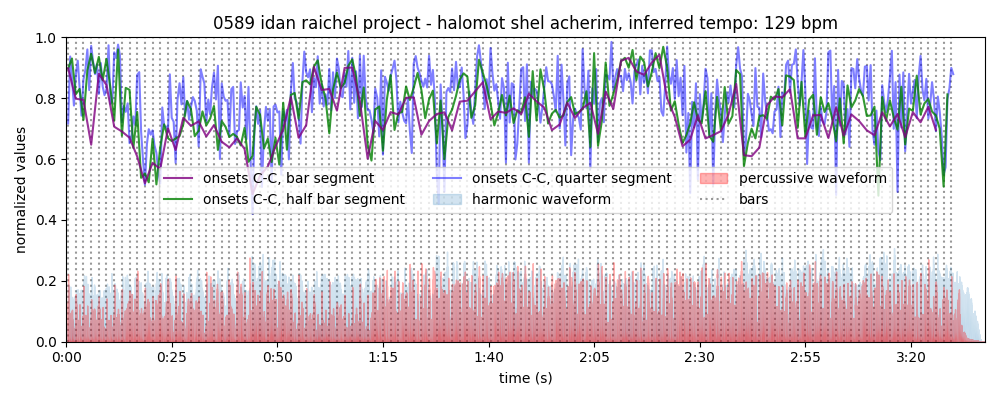 0589 idan raichel project - halomot shel acherim, inferred tempo: 129 bpm
1.0
0.8
0.6
0.4
0.2
0.0
normalized values
onsets C-C, bar segment
onsets C-C, half bar segment
onsets C-C, quarter segment
harmonic waveform
percussive waveform
bars
0:00 0:25 0:50 1:15 1:40 2:05 2:30 2:55 3:20
time (s)